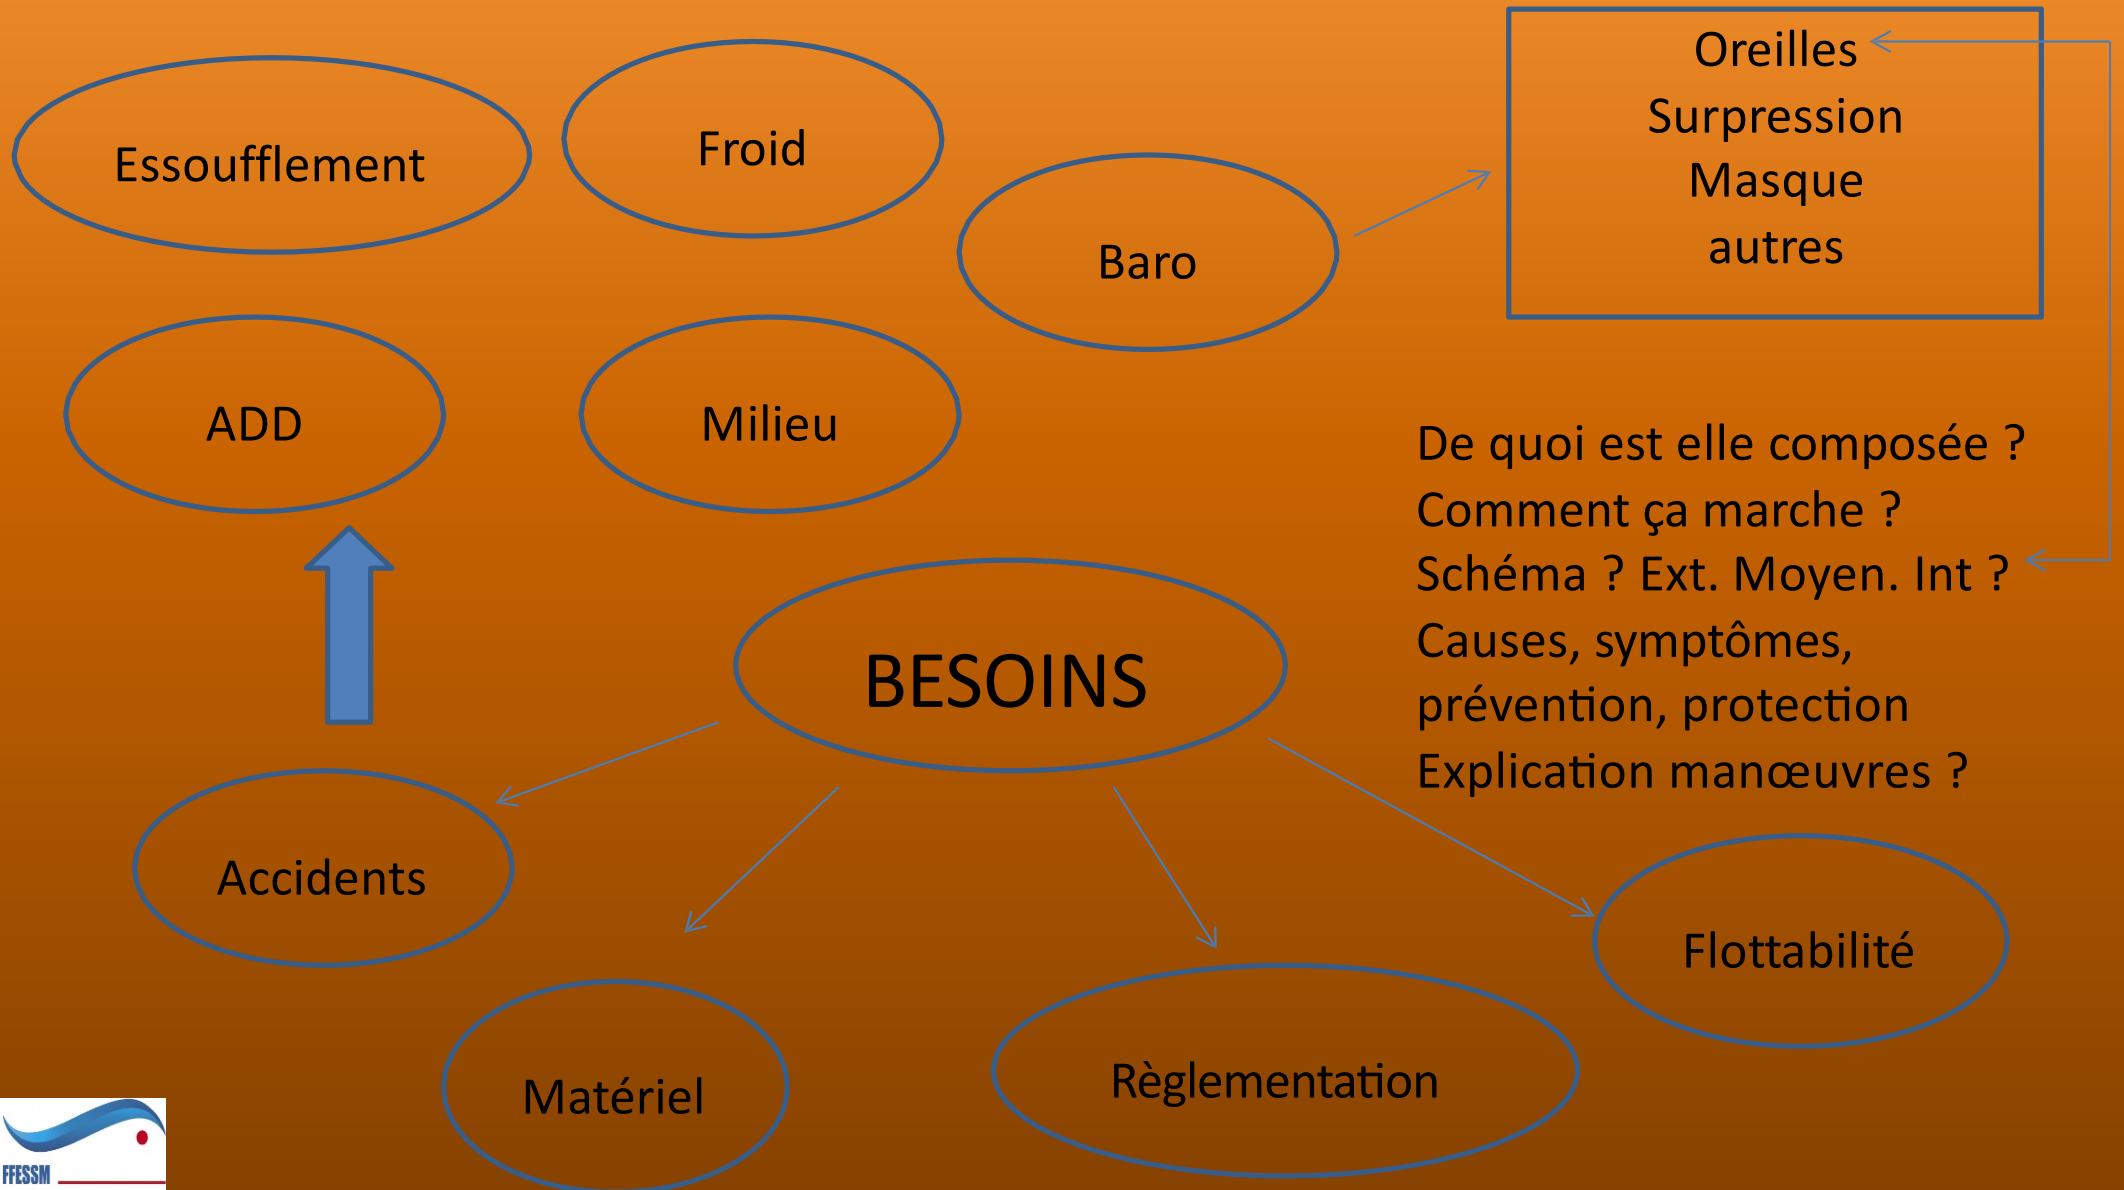 Essoufflement
Froid
Baro
Oreilles
Surpression
Masque
autres
ADD
Milieu
De quoi est elle composée ?
Comment ça marche ?
Schéma ? Ext. Moyen. Int ?
Causes, symptômes,
prévention, protection
Explication manœuvres ?
BESOINS
Accidents
Flottabilité
Matériel
Règlementation
FFESSM